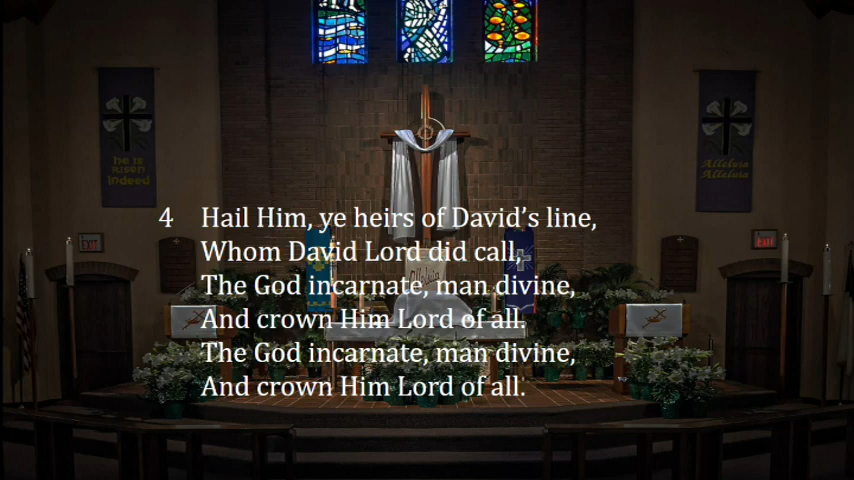 he is
risen
indeed
Alleluia
Alleluia
EXIT
EXIT
4 Hail Him, ye heirs of David’s line,
Whom David Lord did call,
The God incarnate, man divine,
And crown Him Lord of all.
The God incarnate, man divine,
And crown Him Lord of all.
Alleluia